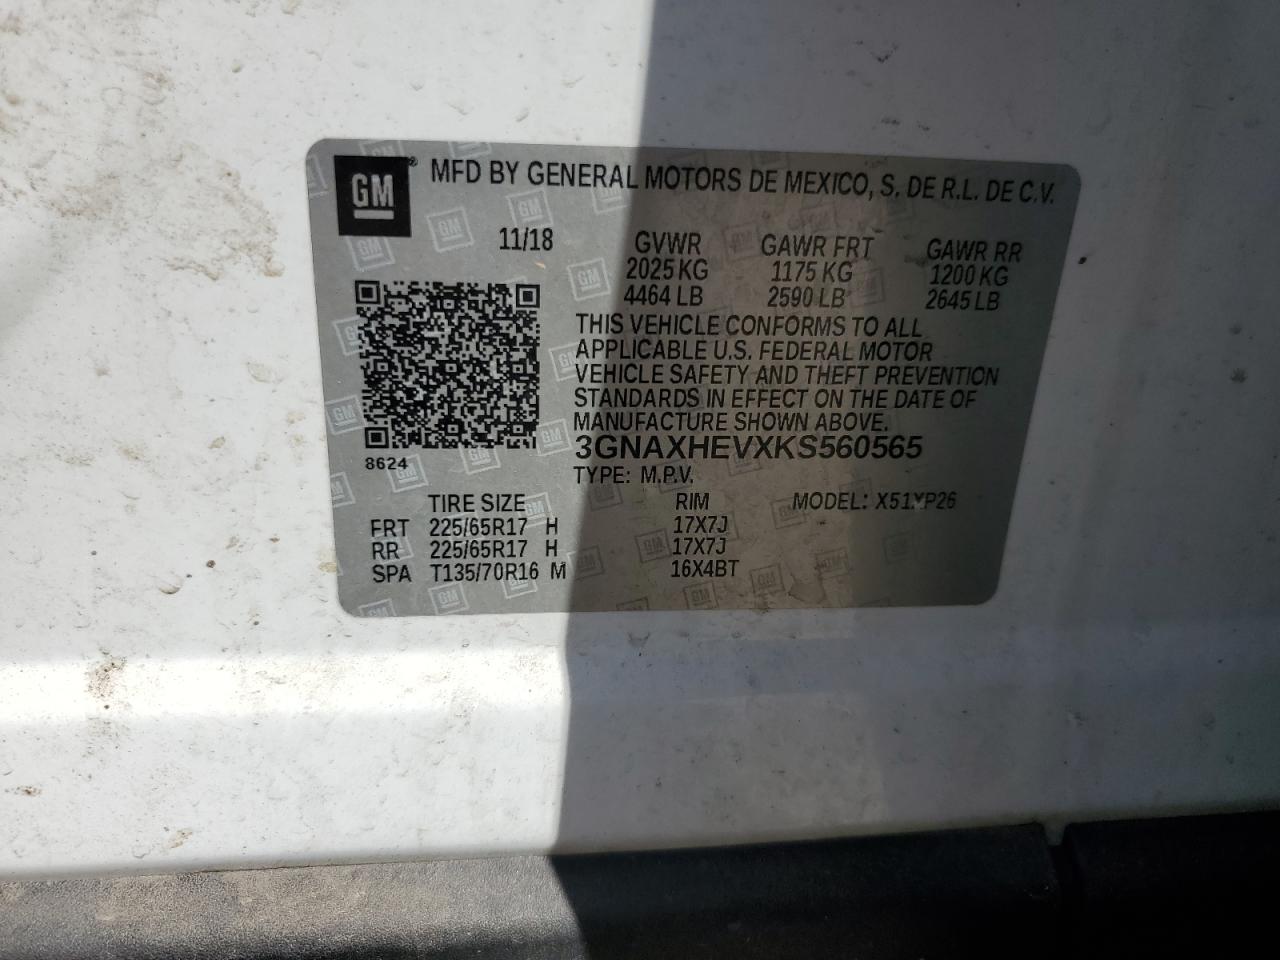 GM® MFD BY GENERAL MOTORS DE MEXICO, S. DE R.L. DE C.V.
11/18 GVWR GAWR FRT GAWR RR
2025 KG 1175 KG 1200 KG
4464 LB 2590 LB 2645 LB
THIS VEHICLE CONFORMS TO ALL
APPLICABLE U.S. FEDERAL MOTOR
VEHICLE SAFETY AND THEFT PREVENTION
STANDARDS IN EFFECT ON THE DATE OF
MANUFACTURE SHOWN ABOVE.
3GNAXHEVXKS560565
8624
TYPE: M.P.V.
TIRE SIZE RIM MODEL: X51XP26
FRT 225/65R17 H 17X7J
RR 225/65R17 H 17X7J
SPA T135/70R16 M 16X4BT